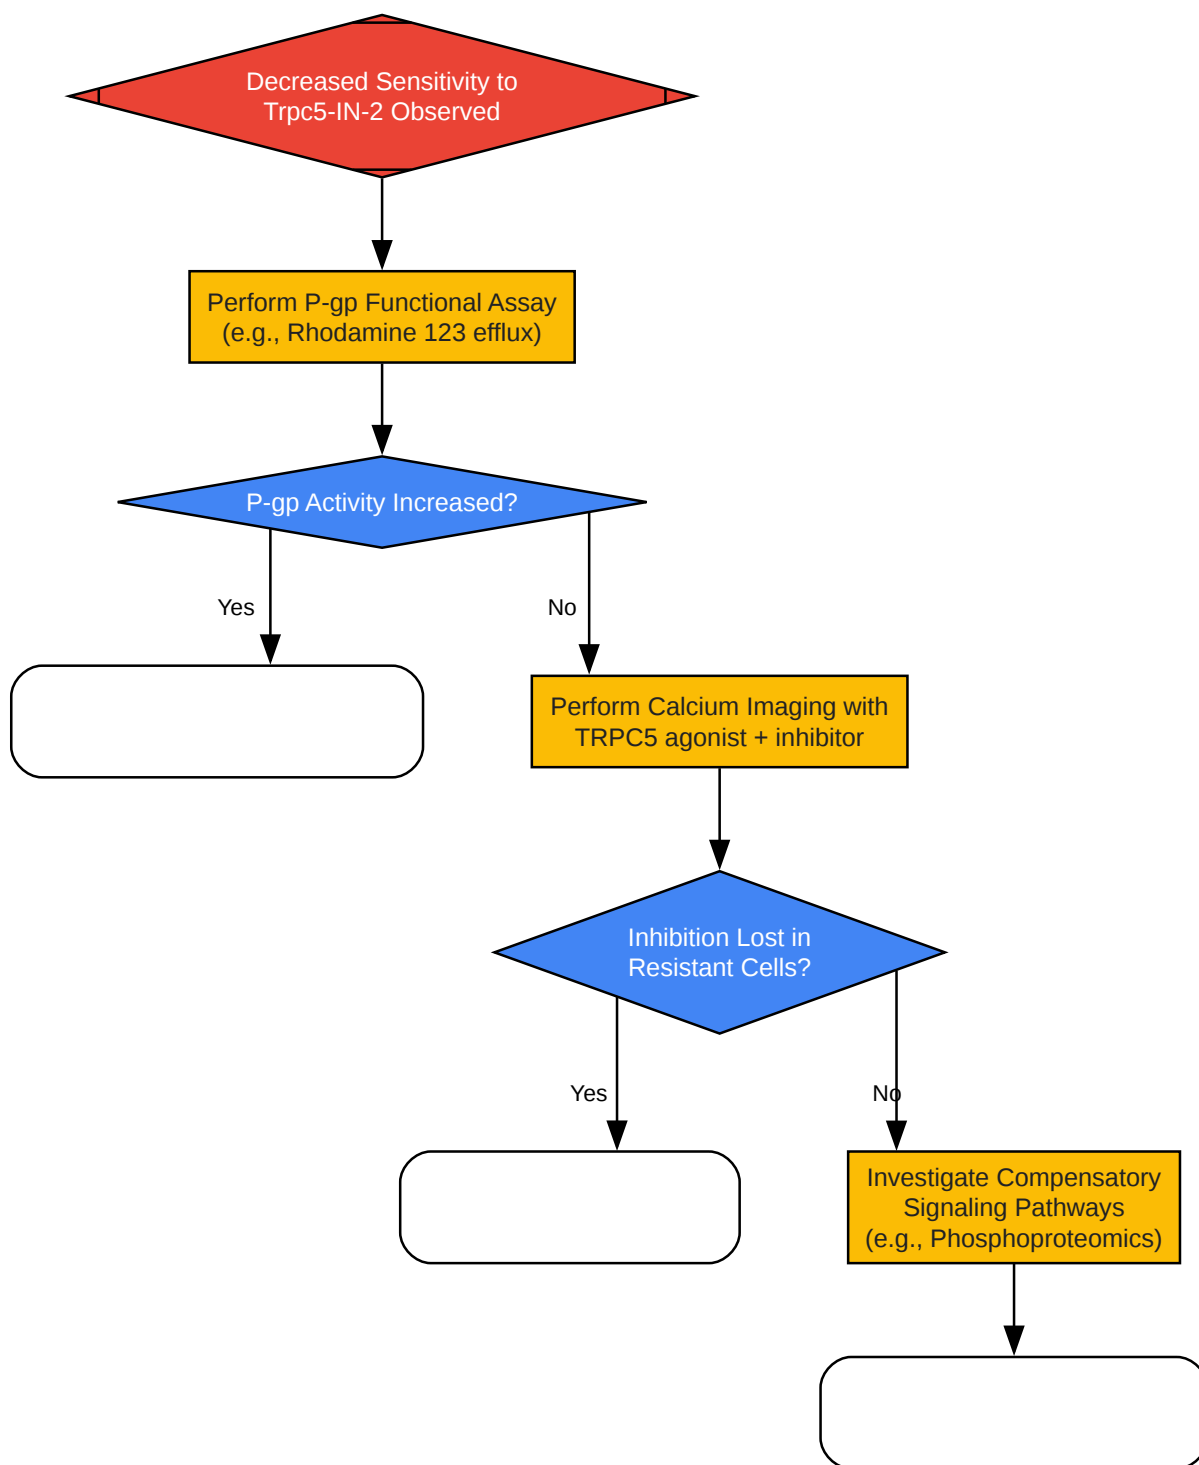 Decreased Sensitivity to
Trpc5-IN-2 Observed
Perform P-gp Functional Assay
(e.g., Rhodamine 123 efflux)
P-gp Activity Increased?
Yes
No
Perform Calcium Imaging with
TRPC5 agonist + inhibitor
Inhibition Lost in
Resistant Cells?
Yes
No
Investigate Compensatory
Signaling Pathways
(e.g., Phosphoproteomics)